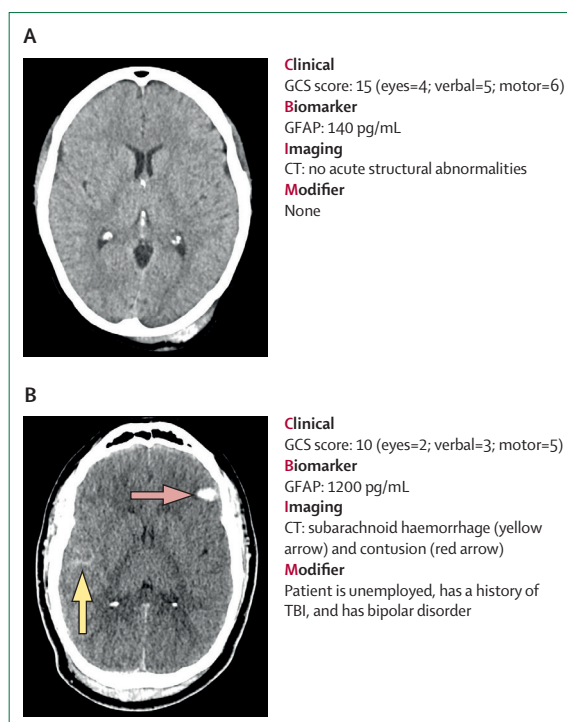 A
Clinical
GCS score: 15 (eyes=4; verbal=5; motor=6)
Biomarker
GFAP: 140 pg/mL
Imaging
CT: no acute structural abnormalities
Modifier
None
B
Clinical
GCS score: 10 (eyes=2; verbal=3; motor=5)
Biomarker
GFAP: 1200 pg/mL
Imaging
CT: subarachnoid haemorrhage (yellow
arrow) and contusion (red arrow)
Modifier
Patient is unemployed, has a history of
TBI, and has bipolar disorder